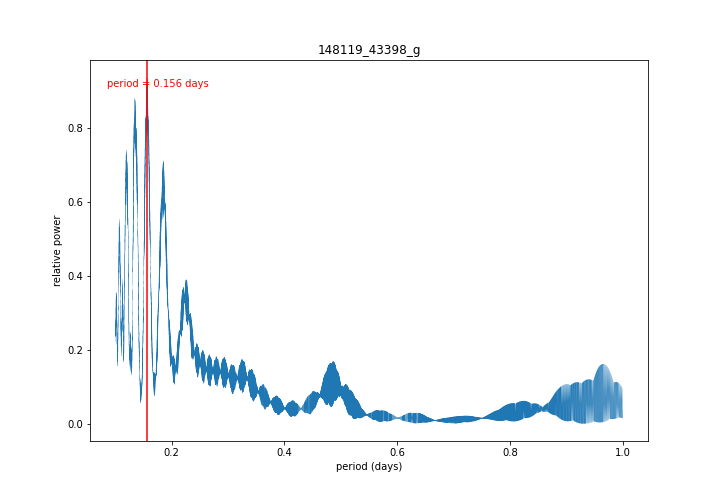 148119_43398_g
period = 0.156 days
0.8
0.6
0.4
0.2
0.0
relative power
0.2 0.4 0.6 0.8 1.0
period (days)